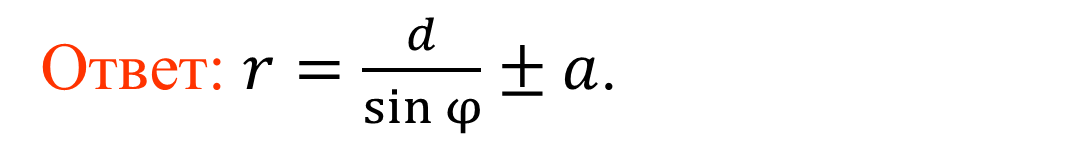 Ответ: r = d / sin φ ± a.